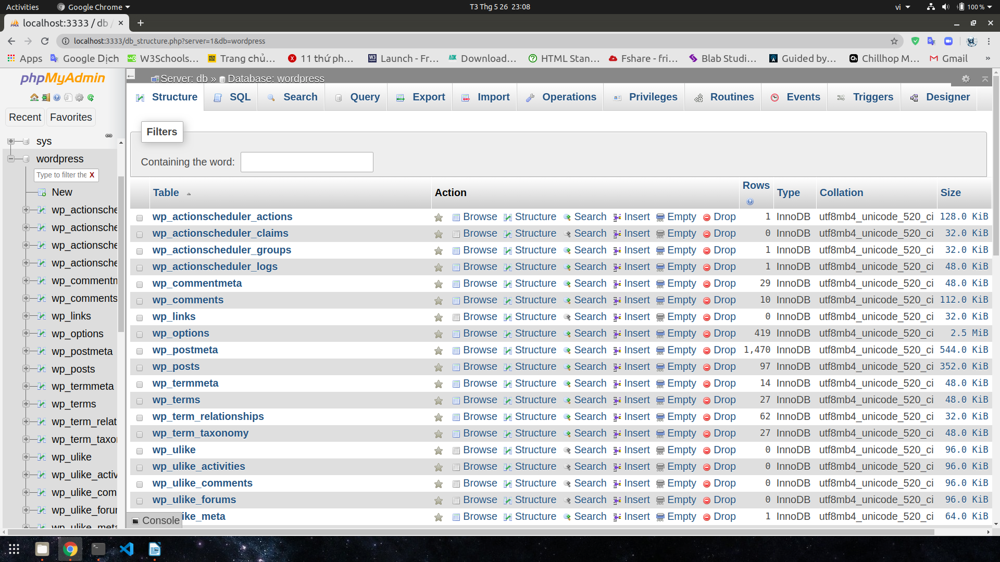 Activities Google Chrome T3 Thg 5 26 23:08 vi 100 %
localhost:3333 / db /
localhost:3333/db_structure.php?server=1&db=wordpress
Apps Google Dịch W3Schools… Trang chủ… 11 thứ ph… Launch - Fr… Download… HTML Stan… Fshare - fri… Blab Studi… Guided by… Chillhop M… Gmail »
phpMyAdmin
Recent Favorites
sys
wordpress
Type to filter the X
New
wp_actionsche
wp_actionsche
wp_actionsche
wp_actionsche
wp_commentm
wp_comments
wp_links
wp_options
wp_postmeta
wp_posts
wp_termmeta
wp_terms
wp_term_relat
wp_term_taxo
wp_ulike
wp_ulike_activ
wp_ulike_com
wp_ulike_forur
wp_ulike_meta
Server: db » Database: wordpress
Structure SQL Search Query Export Import Operations Privileges Routines Events Triggers Designer
Filters
Containing the word:
Table Action Rows Type Collation Size
wp_actionscheduler_actions Browse Structure Search Insert Empty Drop 1 InnoDB utf8mb4_unicode_520_ci 128.0 KiB
wp_actionscheduler_claims Browse Structure Search Insert Empty Drop 0 InnoDB utf8mb4_unicode_520_ci 32.0 KiB
wp_actionscheduler_groups Browse Structure Search Insert Empty Drop 1 InnoDB utf8mb4_unicode_520_ci 32.0 KiB
wp_actionscheduler_logs Browse Structure Search Insert Empty Drop 1 InnoDB utf8mb4_unicode_520_ci 48.0 KiB
wp_commentmeta Browse Structure Search Insert Empty Drop 29 InnoDB utf8mb4_unicode_520_ci 48.0 KiB
wp_comments Browse Structure Search Insert Empty Drop 10 InnoDB utf8mb4_unicode_520_ci 112.0 KiB
wp_links Browse Structure Search Insert Empty Drop 0 InnoDB utf8mb4_unicode_520_ci 32.0 KiB
wp_options Browse Structure Search Insert Empty Drop 419 InnoDB utf8mb4_unicode_520_ci 2.5 MiB
wp_postmeta Browse Structure Search Insert Empty Drop 1,470 InnoDB utf8mb4_unicode_520_ci 544.0 KiB
wp_posts Browse Structure Search Insert Empty Drop 97 InnoDB utf8mb4_unicode_520_ci 352.0 KiB
wp_termmeta Browse Structure Search Insert Empty Drop 14 InnoDB utf8mb4_unicode_520_ci 48.0 KiB
wp_terms Browse Structure Search Insert Empty Drop 27 InnoDB utf8mb4_unicode_520_ci 48.0 KiB
wp_term_relationships Browse Structure Search Insert Empty Drop 62 InnoDB utf8mb4_unicode_520_ci 32.0 KiB
wp_term_taxonomy Browse Structure Search Insert Empty Drop 27 InnoDB utf8mb4_unicode_520_ci 48.0 KiB
wp_ulike Browse Structure Search Insert Empty Drop 0 InnoDB utf8mb4_unicode_520_ci 96.0 KiB
wp_ulike_activities Browse Structure Search Insert Empty Drop 0 InnoDB utf8mb4_unicode_520_ci 96.0 KiB
wp_ulike_comments Browse Structure Search Insert Empty Drop 0 InnoDB utf8mb4_unicode_520_ci 96.0 KiB
wp_ulike_forums Browse Structure Search Insert Empty Drop 0 InnoDB utf8mb4_unicode_520_ci 96.0 KiB
ike_meta Browse Structure Search Insert Empty Drop 1 InnoDB utf8mb4_unicode_520_ci 64.0 KiB
Console